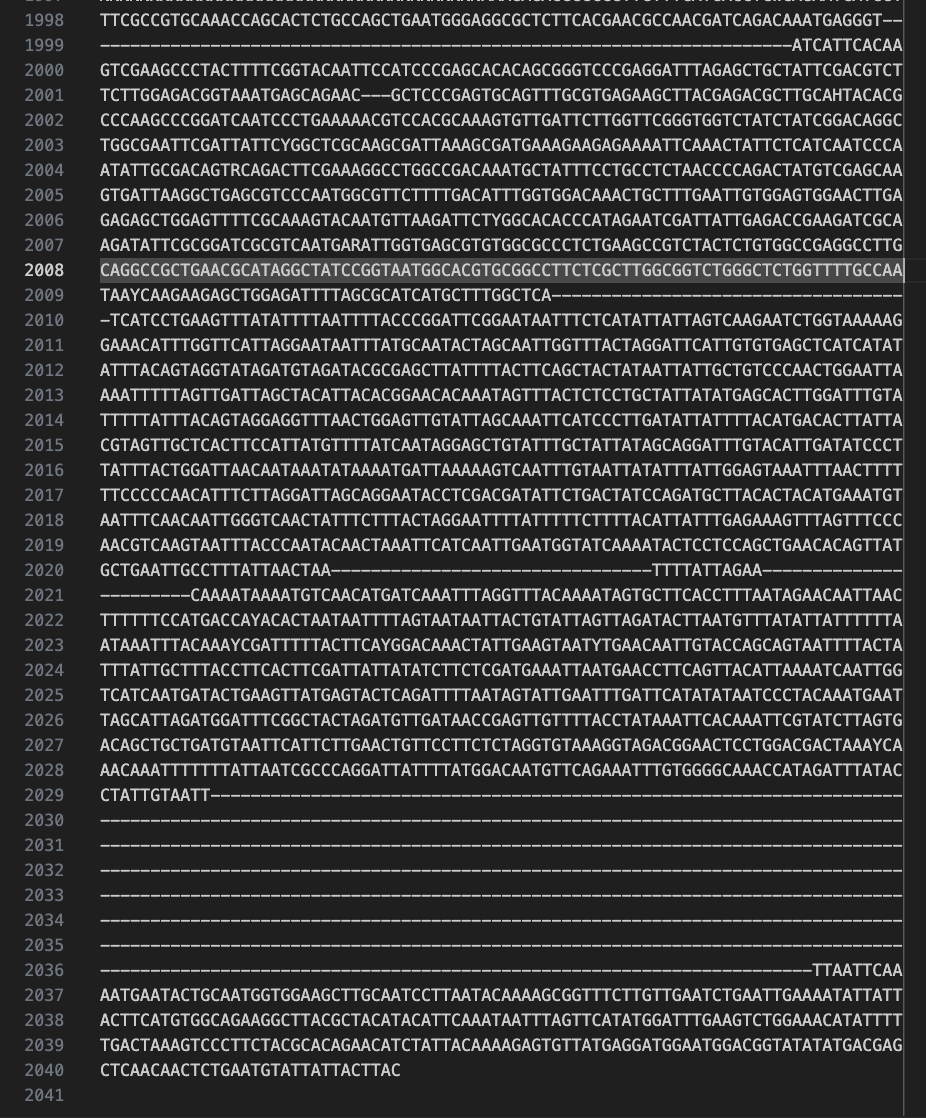 1998 TTCGCCGTGCAAACCAGCACTCTGCCAGCTGAATGGGAGGCGCTCTTCACGAACGCCAACGATCAGACAAATGAGGGT--
1999 ---------------------------------------------------------------------ATCATTCACAA
2000 GTCGAAGCCCTACTTTTCGGTACAATTCCATCCCGAGCACACAGCGGGTCCCGAGGATTTAGAGCTGCTATTCGACGTCT
2001 TCTTGGAGACGGTAAATGAGCAGAAC---GCTCCCGAGTGCAGTTTGCGTGAGAAGCTTACGAGACGCTTGCAHTACACG
2002 CCCAAGCCCGGATCAATCCCTGAAAAACGTCCACGCAAAGTGTTGATTCTTGGTTCGGGTGGTCTATCTATCGGACAGGC
2003 TGGCGAATTCGATTATTCYGGCTCGCAAGCGATTAAAGCGATGAAAGAAGAGAAAATTCAAACTATTCTCATCAATCCCA
2004 ATATTGCGACAGTRCAGACTTCGAAAGGCCTGGCCGACAAATGCTATTTCCTGCCTCTAACCCCAGACTATGTCGAGCAA
2005 GTGATTAAGGCTGAGCGTCCCAATGGCGTTCTTTTGACATTTGGTGGACAAACTGCTTTGAATTGTGGAGTGGAACTTGA
2006 GAGAGCTGGAGTTTTCGCAAAGTACAATGTTAAGATTCTYGGCACACCCATAGAATCGATTATTGAGACCGAAGATCGCA
2007 AGATATTCGCGGATCGCGTCAATGARATTGGTGAGCGTGTGGCGCCCTCTGAAGCCGTCTACTCTGTGGCCGAGGCCTTG
2008 CAGGCCGCTGAACGCATAGGCTATCCGGTAATGGCACGTGCGGCCTTCTCGCTTGGCGGTCTGGGCTCTGGTTTTGCCAA
2009 TAAYCAAGAAGAGCTGGAGATTTTAGCGCATCATGCTTTGGCTCA-----------------------------------
2010 -TCATCCTGAAGTTTATATTTTAATTTTACCCGGATTCGGAATAATTTCTCATATTATTAGTCAAGAATCTGGTAAAAAG
2011 GAAACATTTGGTTCATTAGGAATAATTTATGCAATACTAGCAATTGGTTTACTAGGATTCATTGTGTGAGCTCATCATAT
2012 ATTTACAGTAGGTATAGATGTAGATACGCGAGCTTATTTTACTTCAGCTACTATAATTATTGCTGTCCCAACTGGAATTA
2013 AAATTTTTAGTTGATTAGCTACATTACACGGAACACAAATAGTTTACTCTCCTGCTATTATATGAGCACTTGGATTTGTA
2014 TTTTTATTTACAGTAGGAGGTTTAACTGGAGTTGTATTAGCAAATTCATCCCTTGATATTATTTTACATGACACTTATTA
2015 CGTAGTTGCTCACTTCCATTATGTTTTATCAATAGGAGCTGTATTTGCTATTATAGCAGGATTTGTACATTGATATCCCT
2016 TATTTACTGGATTAACAATAAATATAAAATGATTAAAAAGTCAATTTGTAATTATATTTATTGGAGTAAATTTAACTTTT
2017 TTCCCCCAACATTTCTTAGGATTAGCAGGAATACCTCGACGATATTCTGACTATCCAGATGCTTACACTACATGAAATGT
2018 AATTTCAACAATTGGGTCAACTATTTCTTTACTAGGAATTTTATTTTTCTTTTACATTATTTGAGAAAGTTTAGTTTCCC
2019 AACGTCAAGTAATTTACCCAATACAACTAAATTCATCAATTGAATGGTATCAAAATACTCCTCCAGCTGAACACAGTTAT
2020 GCTGAATTGCCTTTATTAACTAA--------------------------------TTTTATTAGAA--------------
2021 ---------CAAAATAAAATGTCAACATGATCAAATTTAGGTTTACAAAATAGTGCTTCACCTTTAATAGAACAATTAAC
2022 TTTTTTCCATGACCAYACACTAATAATTTTAGTAATAATTACTGTATTAGTTAGATACTTAATGTTTATATTATTTTTTA
2023 ATAAATTTACAAAYCGATTTTTACTTCAYGGACAAACTATTGAAGTAATYTGAACAATTGTACCAGCAGTAATTTTACTA
2024 TTTATTGCTTTACCTTCACTTCGATTATTATATCTTCTCGATGAAATTAATGAACCTTCAGTTACATTAAAATCAATTGG
2025 TCATCAATGATACTGAAGTTATGAGTACTCAGATTTTAATAGTATTGAATTTGATTCATATATAATCCCTACAAATGAAT
2026 TAGCATTAGATGGATTTCGGCTACTAGATGTTGATAACCGAGTTGTTTTACCTATAAATTCACAAATTCGTATCTTAGTG
2027 ACAGCTGCTGATGTAATTCATTCTTGAACTGTTCCTTCTCTAGGTGTAAAGGTAGACGGAACTCCTGGACGACTAAAYCA
2028 AACAAATTTTTTTATTAATCGCCCAGGATTATTTTATGGACAATGTTCAGAAATTTGTGGGGCAAACCATAGATTTATAC
2029 CTATTGTAATT---------------------------------------------------------------------
2030 --------------------------------------------------------------------------------
2031 --------------------------------------------------------------------------------
2032 --------------------------------------------------------------------------------
2033 --------------------------------------------------------------------------------
2034 --------------------------------------------------------------------------------
2035 --------------------------------------------------------------------------------
2036 -----------------------------------------------------------------------TTAATTCAA
2037 AATGAATACTGCAATGGTGGAAGCTTGCAATCCTTAATACAAAAGCGGTTTCTTGTTGAATCTGAATTGAAAATATTATT
2038 ACTTCATGTGGCAGAAGGCTTACGCTACATACATTCAAATAATTTAGTTCATATGGATTTGAAGTCTGGAAACATATTTT
2039 TGACTAAAGTCCCTTCTACGCACAGAACATCTATTACAAAAGAGTGTTATGAGGATGGAATGGACGGTATATATGACGAG
2040 CTCAACAACTCTGAATGTATTATTACTTAC
2041